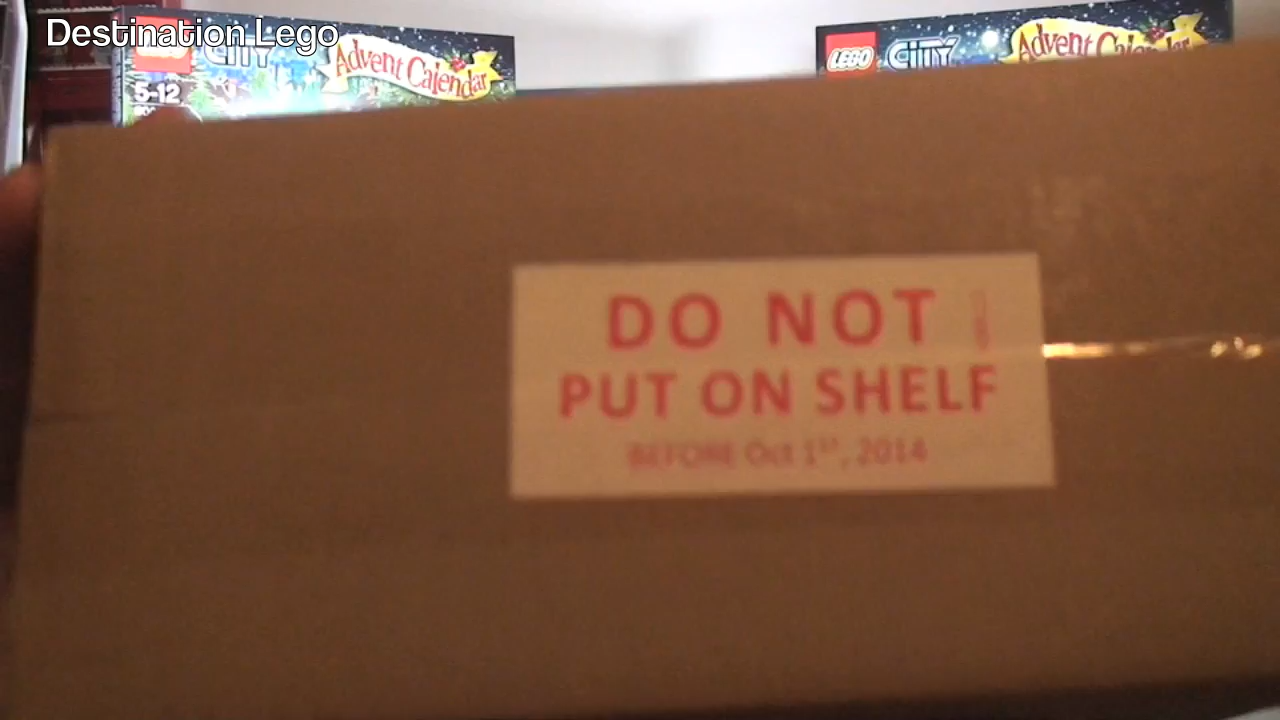 Destination Lego
LEGO CITY Advent Calendar
5-12
LEGO CITY Advent Calendar
DO NOT
PUT ON SHELF
BEFORE Oct 1st, 2014